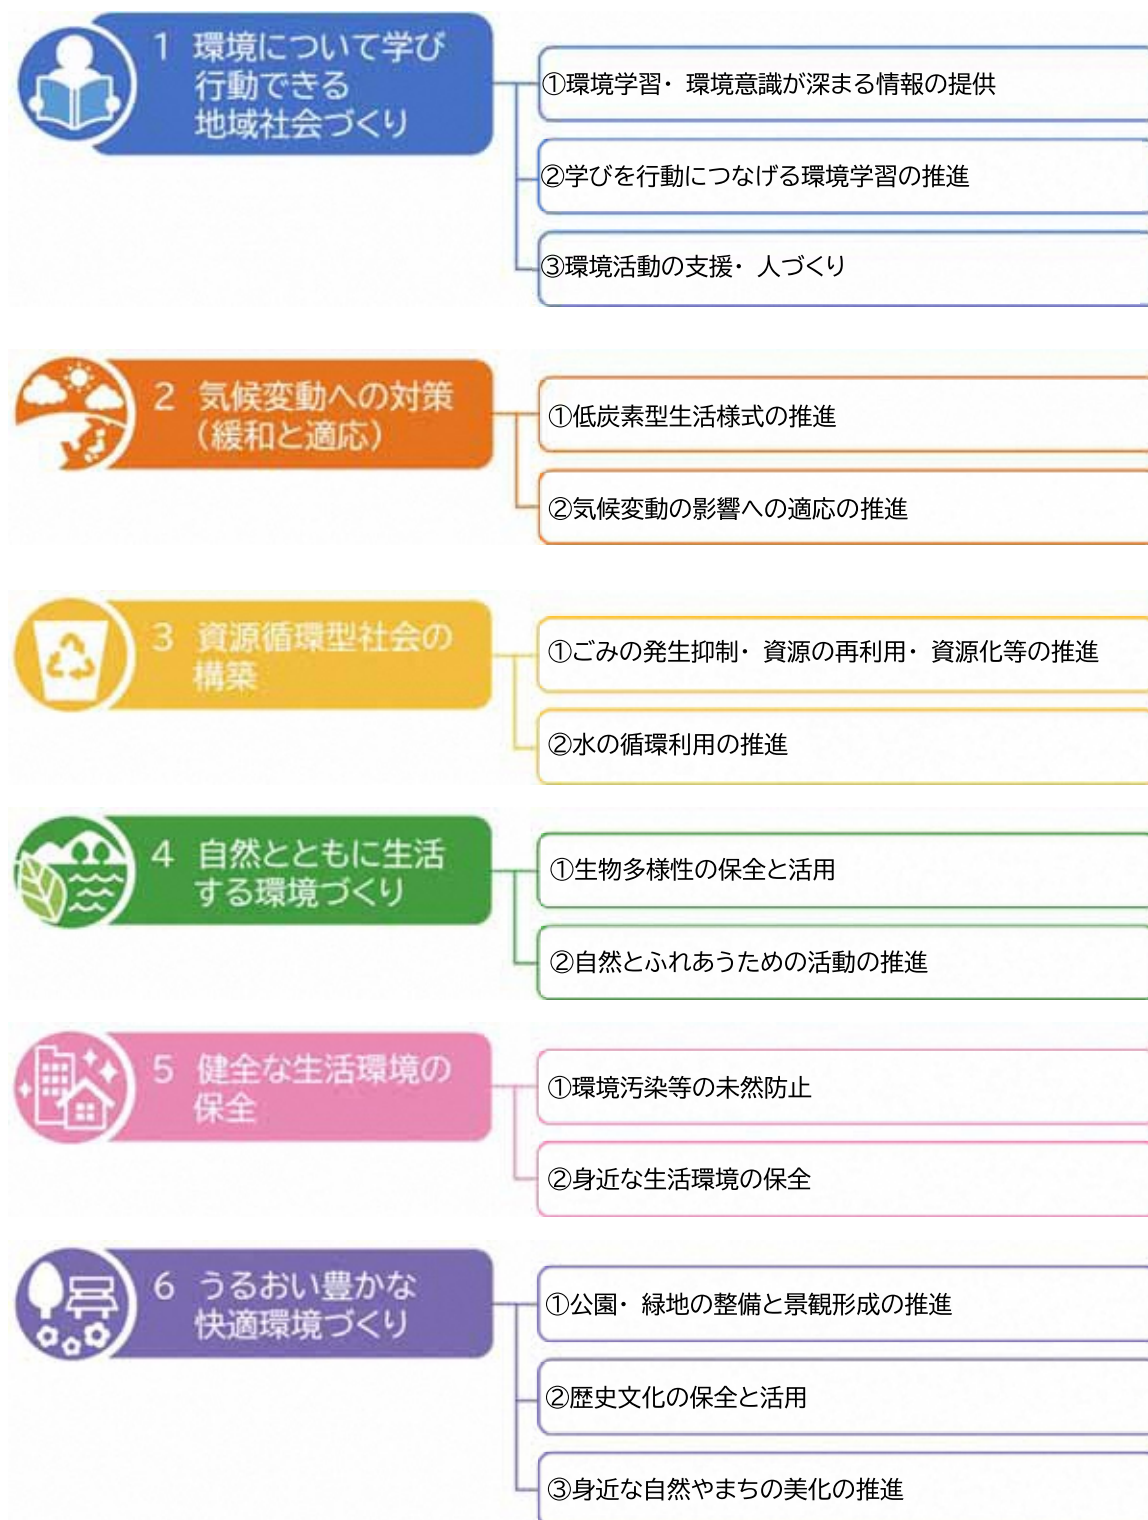 1 環境について学び
行動できる
地域社会づくり
①環境学習・ 環境意識が深まる情報の提供
②学びを行動につなげる環境学習の推進
③環境活動の支援・ 人づくり
2 気候変動への対策
（緩和と適応）
①低炭素型生活様式の推進
②気候変動の影響への適応の推進
3 資源循環型社会の
構築
①ごみの発生抑制・ 資源の再利用・ 資源化等の推進
②水の循環利用の推進
4 自然とともに生活
する環境づくり
①生物多様性の保全と活用
②自然とふれあうための活動の推進
5 健全な生活環境の
保全
①環境汚染等の未然防止
②身近な生活環境の保全
6 うるおい豊かな
快適環境づくり
①公園・ 緑地の整備と景観形成の推進
②歴史文化の保全と活用
③身近な自然やまちの美化の推進